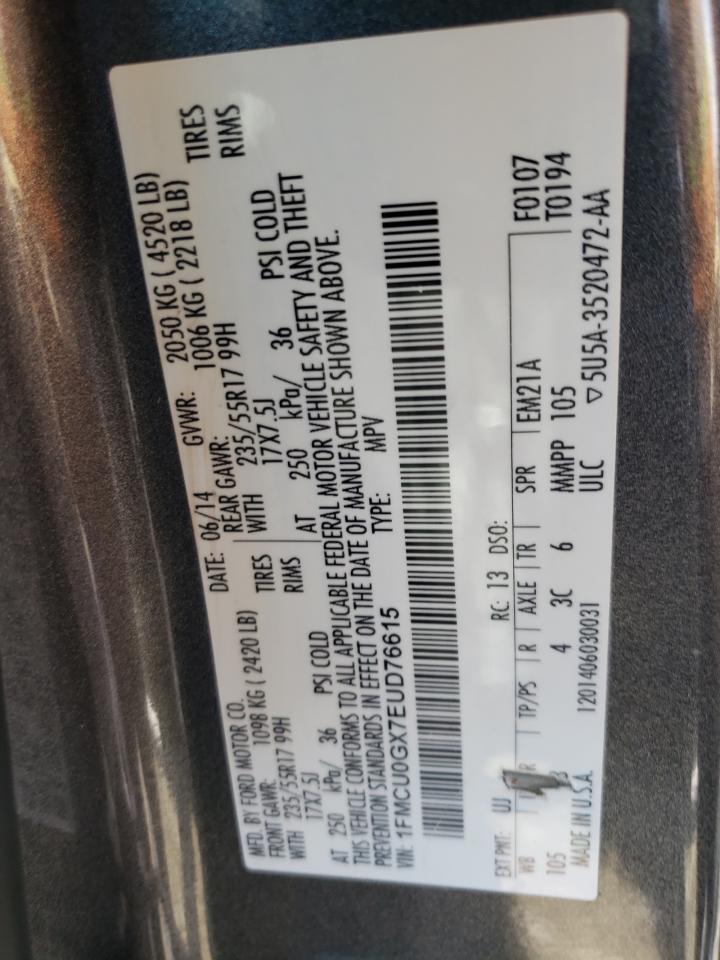 MFD. BY FORD MOTOR CO.
DATE: 06/14 GVWR: 2050 KG ( 4520 LB)
FRONT GAWR: 1098 KG ( 2420 LB)
REAR GAWR: 1006 KG ( 2218 LB)
WITH 235/55R17 99H TIRES
WITH 235/55R17 99H TIRES
17X7.5J RIMS
17X7.5J RIMS
AT 250 kPa/ 36 PSI COLD
AT 250 kPa/ 36 PSI COLD
THIS VEHICLE CONFORMS TO ALL APPLICABLE FEDERAL MOTOR VEHICLE SAFETY AND THEFT
PREVENTION STANDARDS IN EFFECT ON THE DATE OF MANUFACTURE SHOWN ABOVE.
VIN: 1FMCU0GX7EUD76615 TYPE: MPV
F0107
T0194
EXT PNT: UJ RC: 13 DSO:
WB R TP/PS R AXLE TR SPR EM21A
105 4 3C 6 MMPP 105
ULC
MADE IN U.S.A. 1201406030031 ▽5U5A-3520472-AA